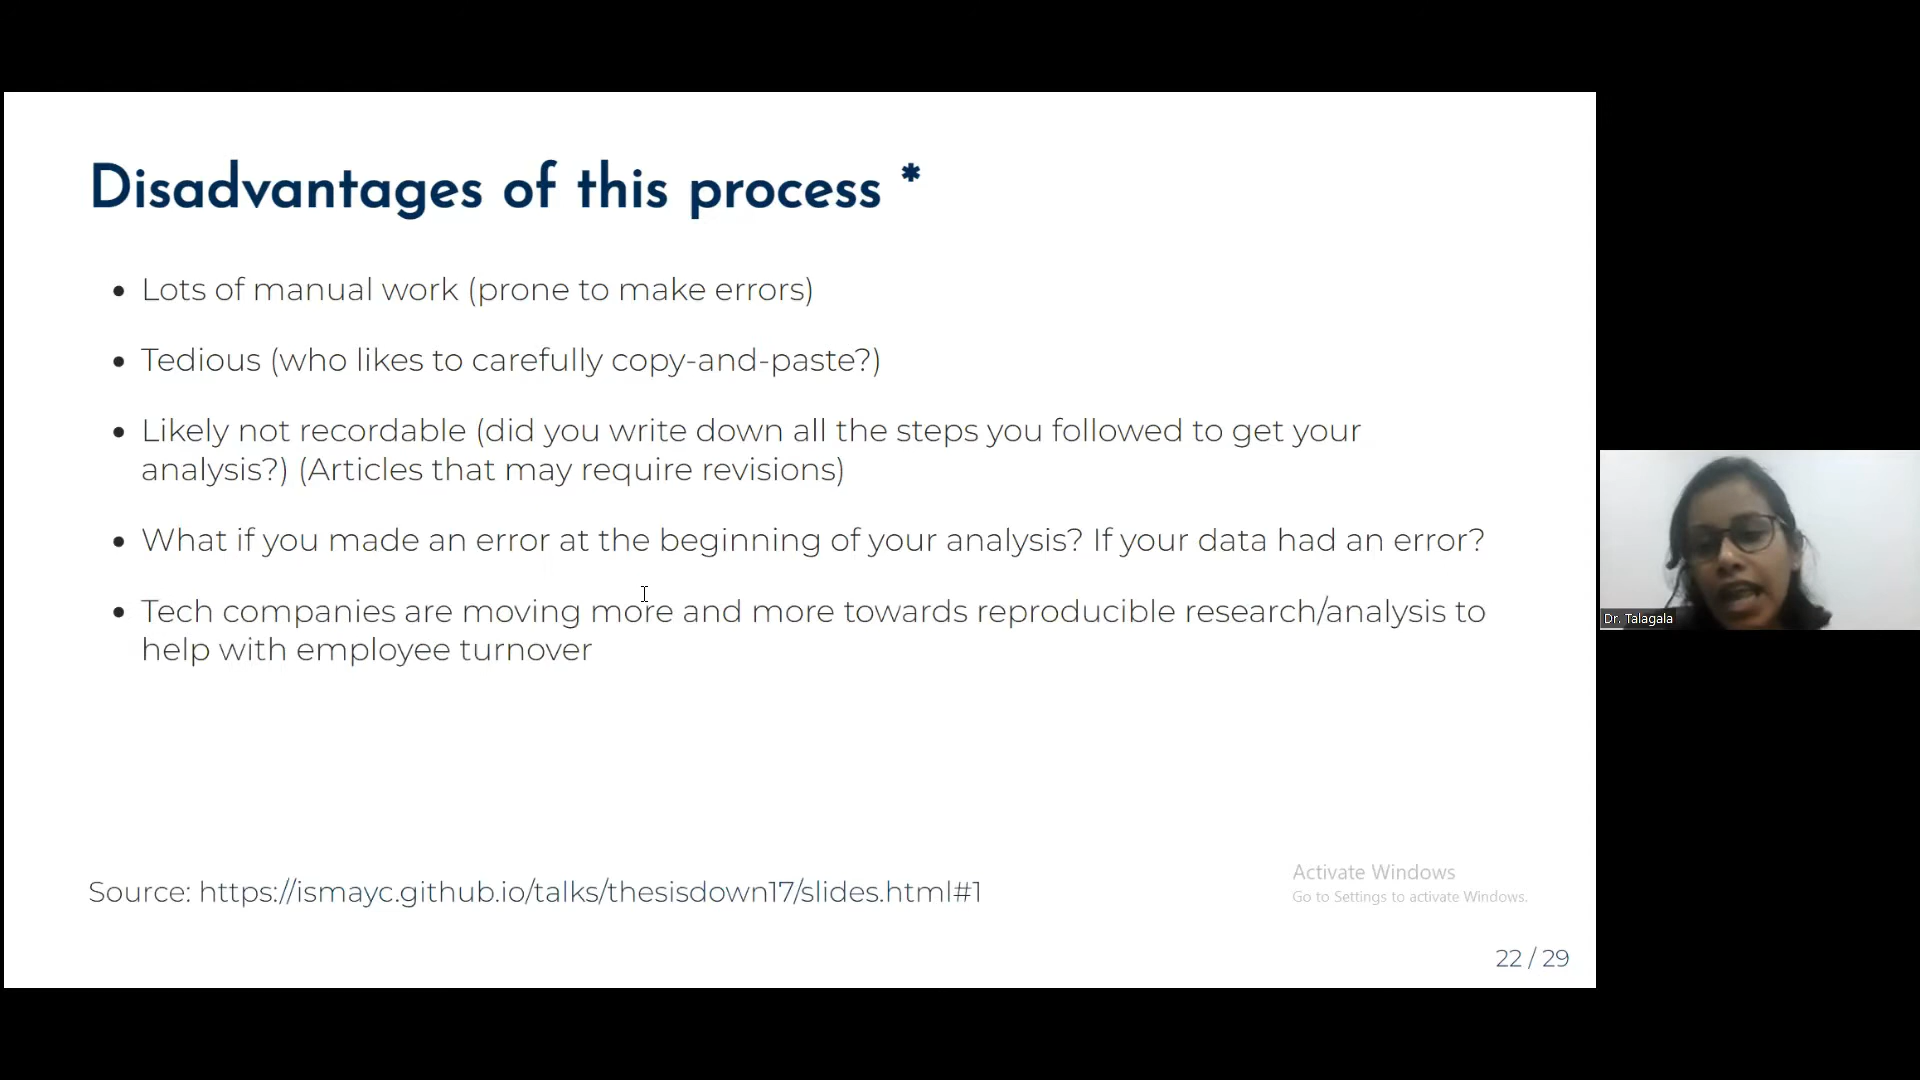 Disadvantages of this process *
• Lots of manual work (prone to make errors)
• Tedious (who likes to carefully copy-and-paste?)
• Likely not recordable (did you write down all the steps you followed to get your
analysis?) (Articles that may require revisions)
• What if you made an error at the beginning of your analysis? If your data had an error?
• Tech companies are moving more and more towards reproducible research/analysis to
help with employee turnover
Dr. Talagala
Source: https://ismayc.github.io/talks/thesisdown17/slides.html#1
Activate Windows
Go to Settings to activate Windows.
22 / 29